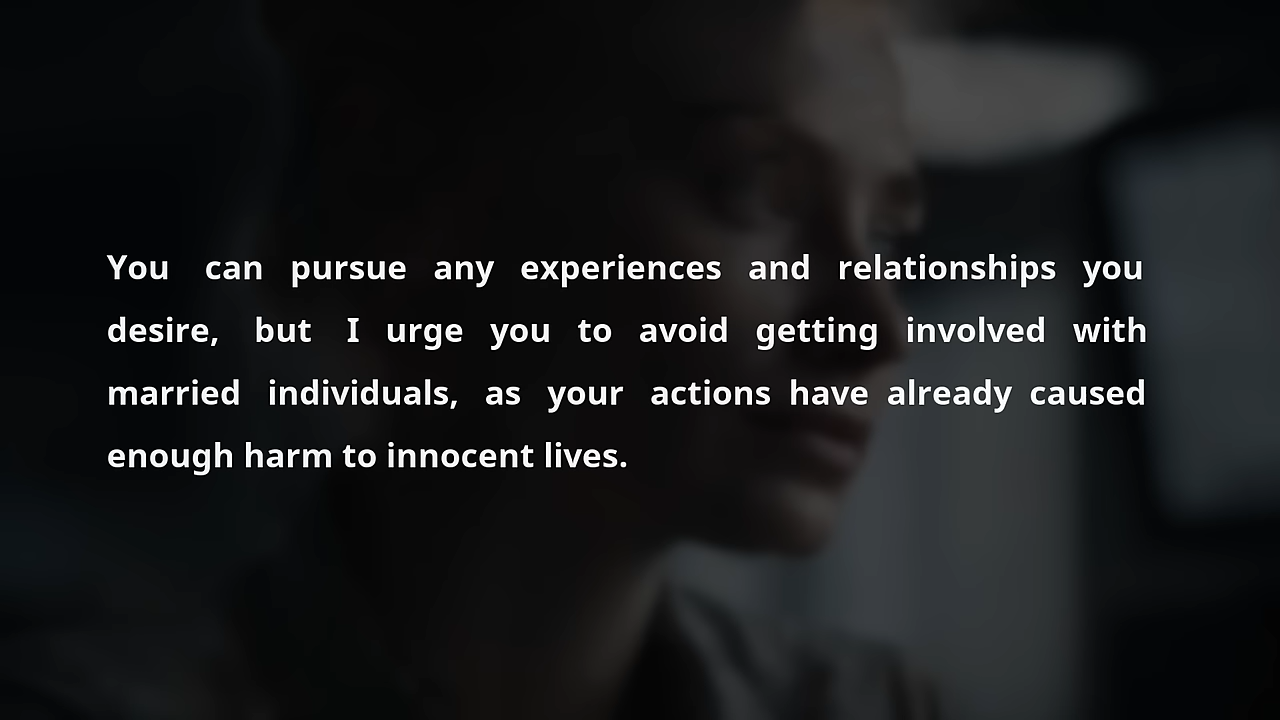 You can pursue any experiences and relationships you
desire, but I urge you to avoid getting involved with
married individuals, as your actions have already caused
enough harm to innocent lives.